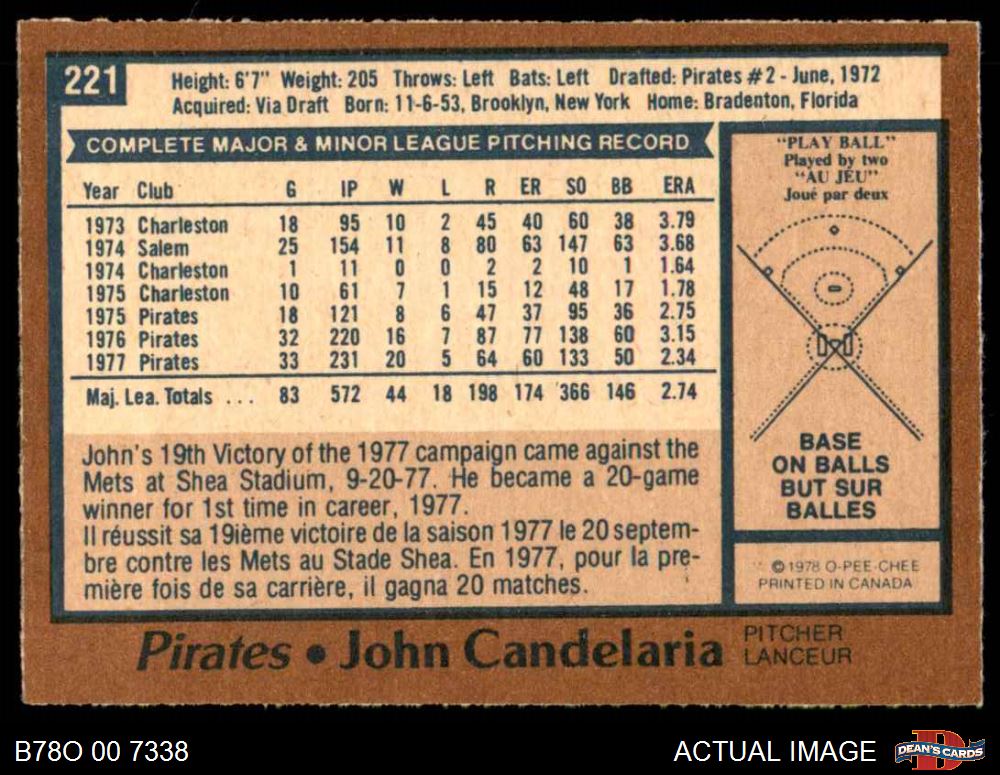 221
Height: 6'7" Weight: 205 Throws: Left Bats: Left Drafted: Pirates #2 - June, 1972
Acquired: Via Draft Born: 11-6-53, Brooklyn, New York Home: Bradenton, Florida
COMPLETE MAJOR & MINOR LEAGUE PITCHING RECORD
Year Club G IP W L R ER SO BB ERA
1973 Charleston 18 95 10 2 45 40 60 38 3.79
1974 Salem 25 154 11 8 80 63 147 63 3.68
1974 Charleston 1 11 0 0 2 2 10 1 1.64
1975 Charleston 10 61 7 1 15 12 48 17 1.78
1975 Pirates 18 121 8 6 47 37 95 36 2.75
1976 Pirates 32 220 16 7 87 77 138 60 3.15
1977 Pirates 33 231 20 5 64 60 133 50 2.34
Maj. Lea. Totals ... 83 572 44 18 198 174 366 146 2.74
John's 19th Victory of the 1977 campaign came against the
Mets at Shea Stadium, 9-20-77. He became a 20-game
winner for 1st time in career, 1977.
Il réussit sa 19ième victoire de la saison 1977 le 20 septem-
bre contre les Mets au Stade Shea. En 1977, pour la pre-
mière fois de sa carrière, il gagna 20 matches.
"PLAY BALL"
Played by two
"AU JEU"
Joué par deux
BASE
ON BALLS
BUT SUR
BALLES
© 1978 O-PEE-CHEE
PRINTED IN CANADA
Pirates • John Candelaria
PITCHER
LANCEUR
B78O 00 7338
ACTUAL IMAGE
DEAN'S CARDS